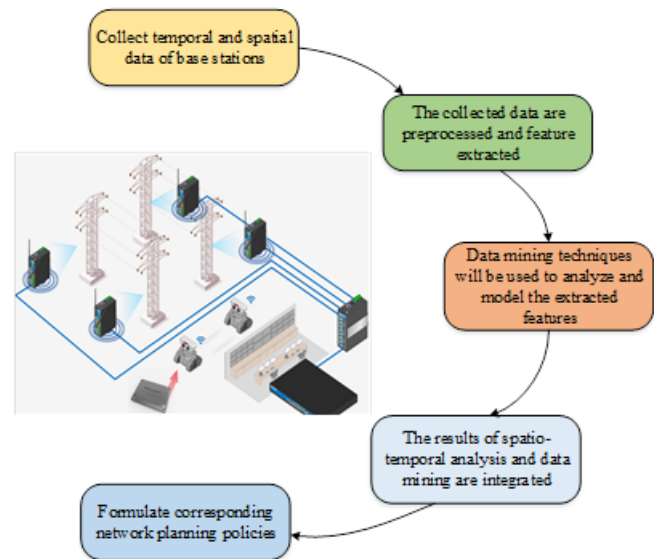 Collect temporal and spatial
data of base stations
The collected data are
preprocessed and feature
extracted
Data mining techniques
will be used to analyze and
model the extracted
features
The results of spatio-
temporal analysis and data
mining are integrated
Formulate corresponding
network planning policies